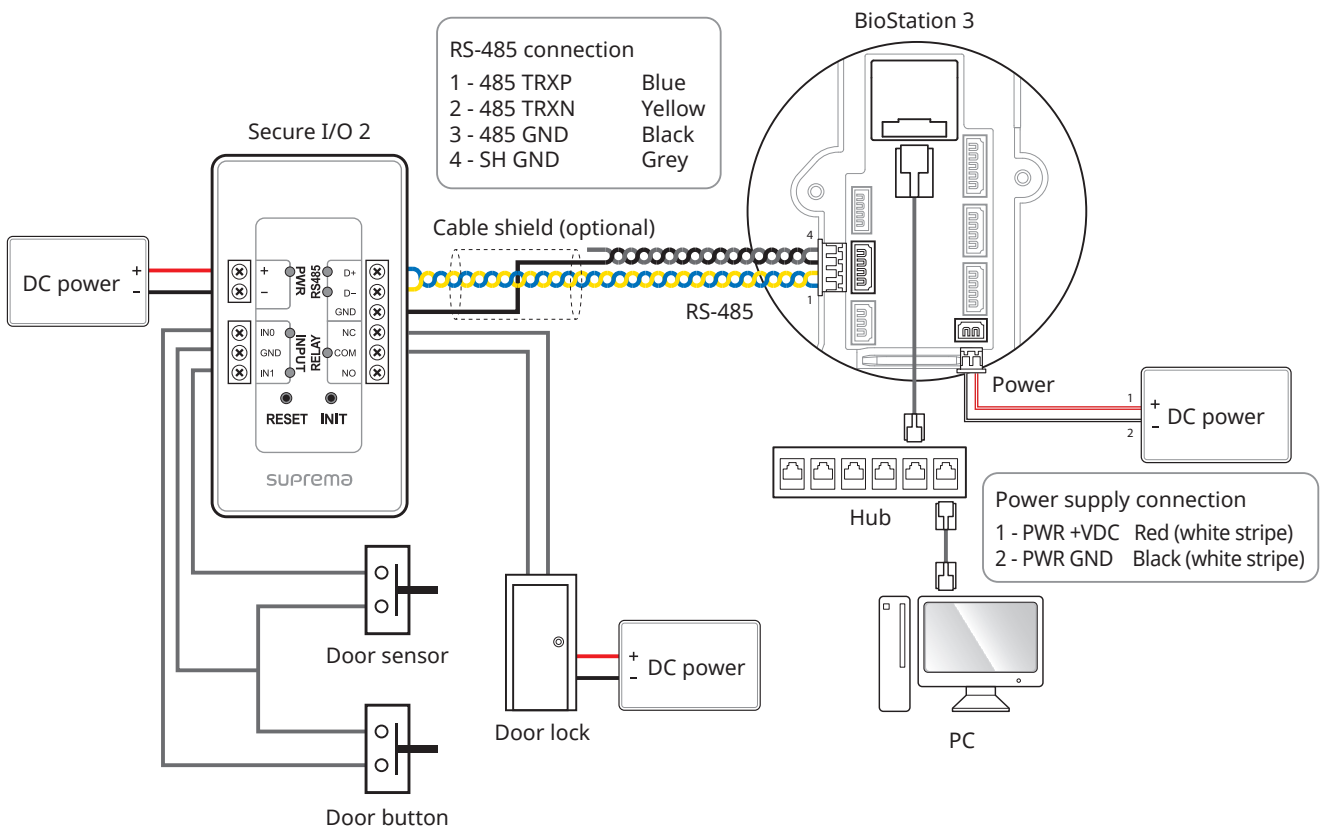 BioStation 3
RS-485 connection
1 - 485 TRXP Blue
2 - 485 TRXN Yellow
3 - 485 GND Black
4 - SH GND Grey
Secure I/O 2
Cable shield (optional)
4
DC power
+
-
+
-
PWR
RS485
D+
D-
GND
RS-485
1
IN0
GND
IN1
INPUT
RELAY
NC
COM
NO
RESET INIT
suprema
Power
1
2
+
-
DC power
Hub
Power supply connection
1 - PWR +VDC Red (white stripe)
2 - PWR GND Black (white stripe)
Door sensor
+
-
DC power
Door lock
PC
Door button